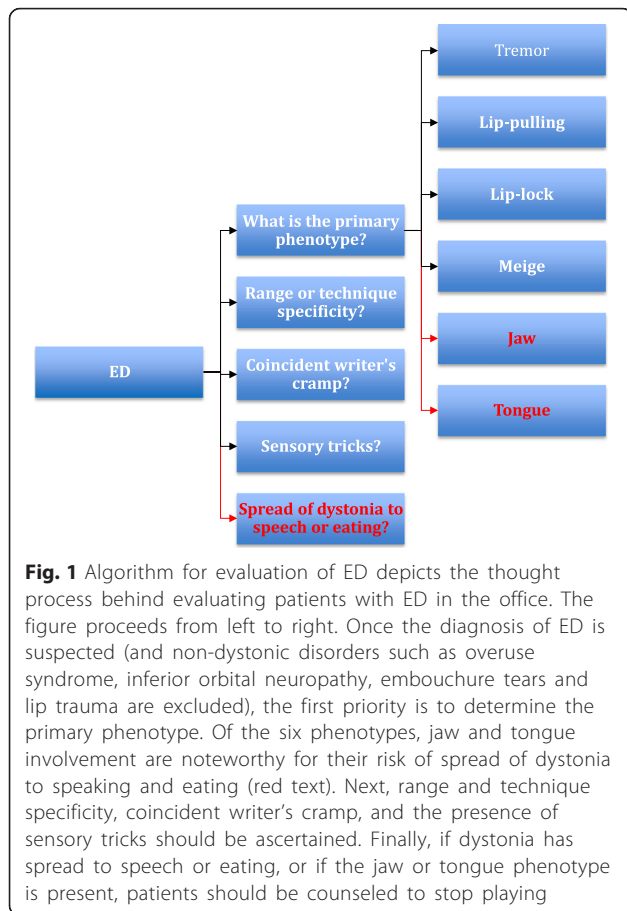 Tremor
Lip-pulling
What is the primary
phenotype?
Lip-lock
Range or technique
specificity?
Meige
ED
Coincident writer's
cramp?
Jaw
Sensory tricks?
Tongue
Spread of dystonia to
speech or eating?
Fig. 1 Algorithm for evaluation of ED depicts the thought
process behind evaluating patients with ED in the office. The
figure proceeds from left to right. Once the diagnosis of ED is
suspected (and non-dystonic disorders such as overuse
syndrome, inferior orbital neuropathy, embouchure tears and
lip trauma are excluded), the first priority is to determine the
primary phenotype. Of the six phenotypes, jaw and tongue
involvement are noteworthy for their risk of spread of dystonia
to speaking and eating (red text). Next, range and technique
specificity, coincident writer's cramp, and the presence of
sensory tricks should be ascertained. Finally, if dystonia has
spread to speech or eating, or if the jaw or tongue phenotype
is present, patients should be counseled to stop playing